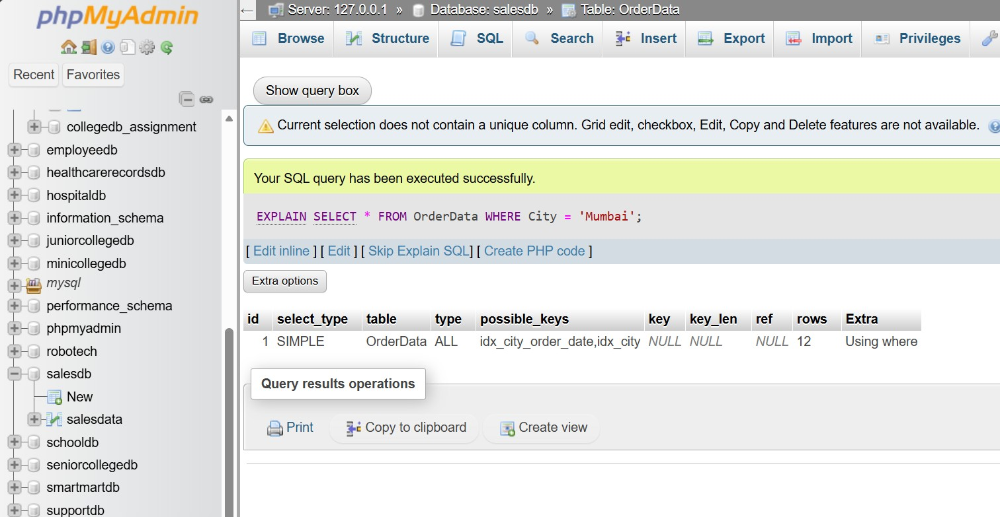 phpMyAdmin
Recent Favorites
collegedb_assignment
employeedb
healthcarerecordsdb
hospitaldb
information_schema
juniorcollegedb
minicollegedb
mysql
performance_schema
phpmyadmin
robotech
salesdb
New
salesdata
schooldb
seniorcollegedb
smartmartdb
supportdb
← Server: 127.0.0.1 » Database: salesdb » Table: OrderData
Browse Structure SQL Search Insert Export Import Privileges
Show query box
Current selection does not contain a unique column. Grid edit, checkbox, Edit, Copy and Delete features are not available.
Your SQL query has been executed successfully.
EXPLAIN SELECT * FROM OrderData WHERE City = 'Mumbai';
[ Edit inline ] [ Edit ] [ Skip Explain SQL] [ Create PHP code ]
Extra options
id select_type table type possible_keys key key_len ref rows Extra
1 SIMPLE OrderData ALL idx_city_order_date,idx_city NULL NULL NULL 12 Using where
Query results operations
Print Copy to clipboard Create view